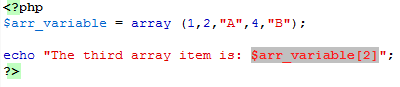 <?php
$arr_variable = array (1,2,"A",4,"B");
echo "The third array item is: $arr_variable[2]";
?>